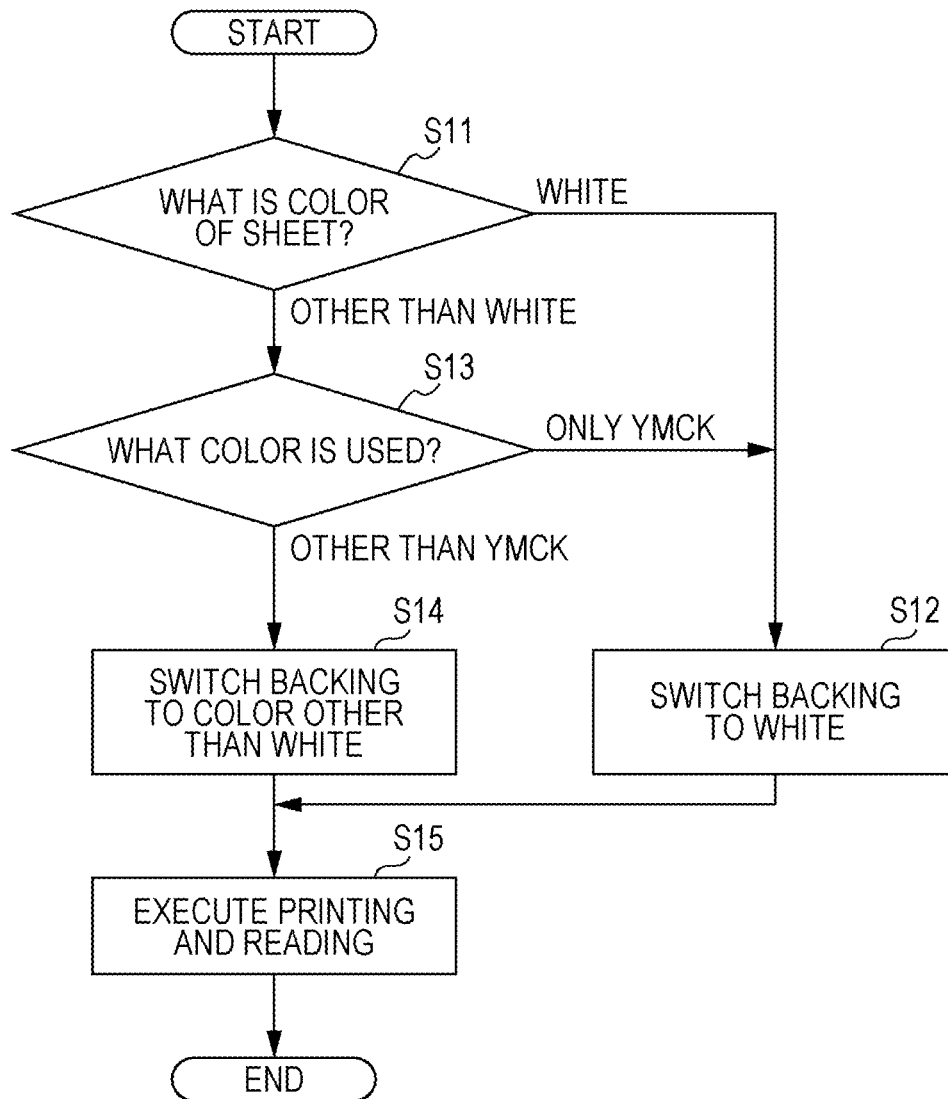 START
S11
WHAT IS COLOR
OF SHEET?
WHITE
OTHER THAN WHITE
S13
WHAT COLOR IS USED?
ONLY YMCK
OTHER THAN YMCK
S14
SWITCH BACKING
TO COLOR OTHER
THAN WHITE
S12
SWITCH BACKING
TO WHITE
S15
EXECUTE PRINTING
AND READING
END